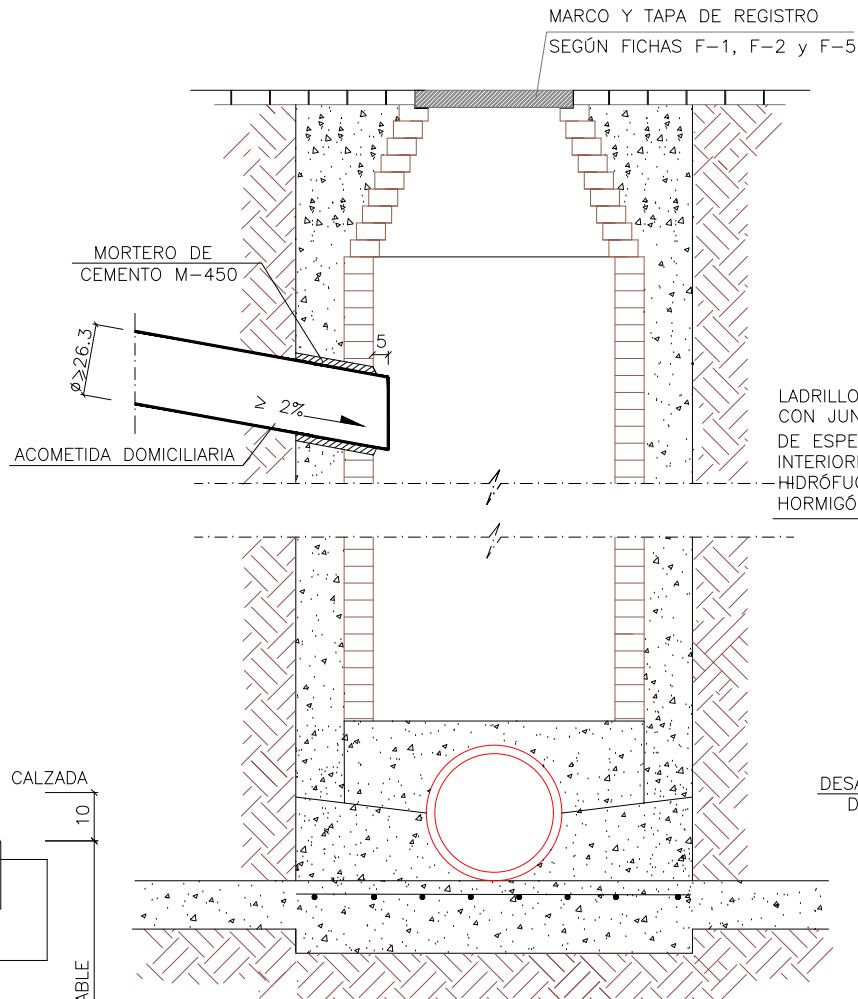 MARCO Y TAPA DE REGISTRO
SEGÚN FICHAS F-1, F-2 y F-5
MORTERO DE
CEMENTO M-450
5
ø≥26.3
≥ 2%
ACOMETIDA DOMICILIARIA
LADRILLO
CON JUN
DE ESPE
INTERIOR
HIDRÓFUG
HORMIGÓ
CALZADA
10
DESA
D
ABLE